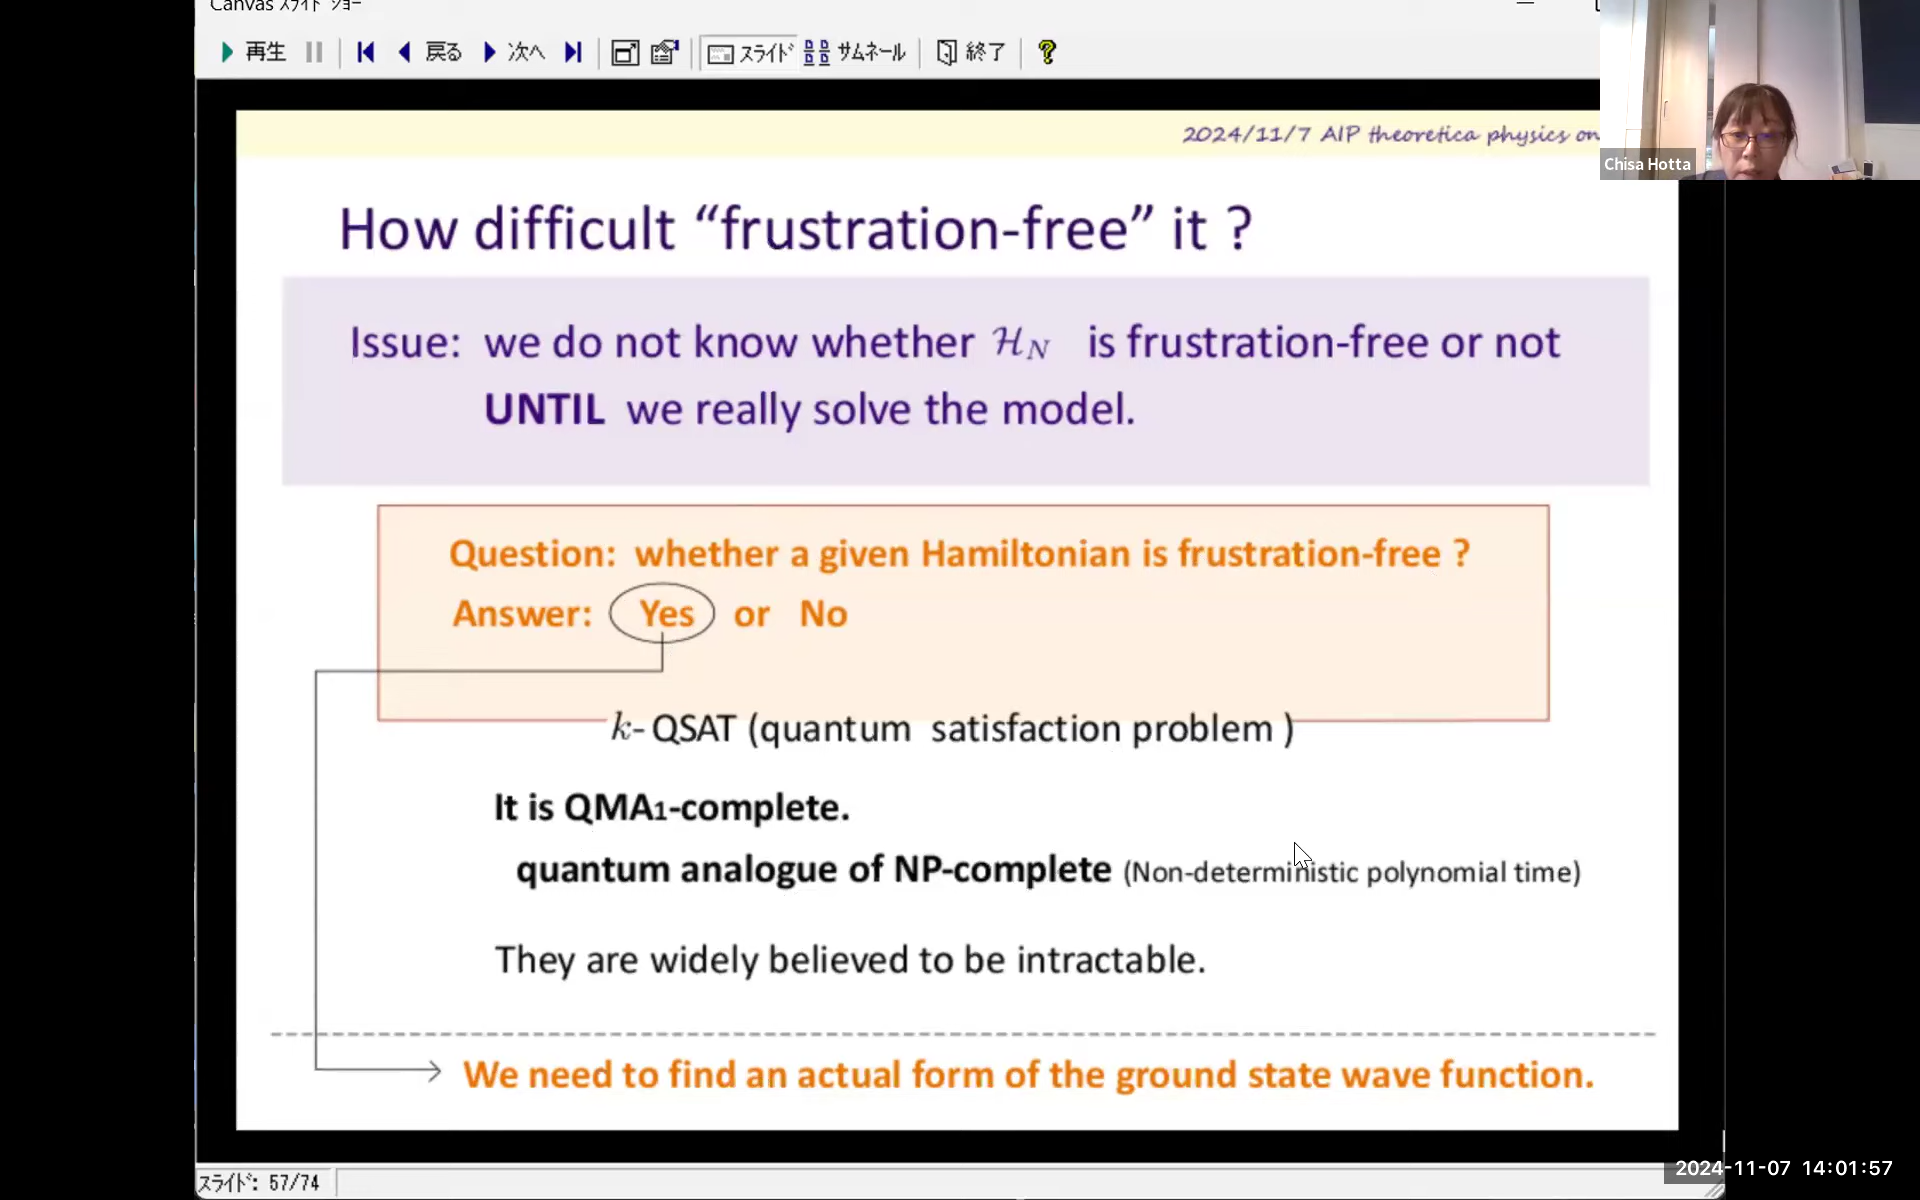 Canvas スライド ショー
再生 戻る 次へ スライド サムネール 終了
2024/11/7 AIP theoretica physics on
Chisa Hotta
How difficult “frustration-free” it ?
Issue: we do not know whether ℋN is frustration-free or not
UNTIL we really solve the model.
Question: whether a given Hamiltonian is frustration-free ?
Answer: Yes or No
k- QSAT (quantum satisfaction problem )
It is QMA1-complete.
quantum analogue of NP-complete (Non-deterministic polynomial time)
They are widely believed to be intractable.
We need to find an actual form of the ground state wave function.
スライド: 57/74
2024-11-07 14:01:57